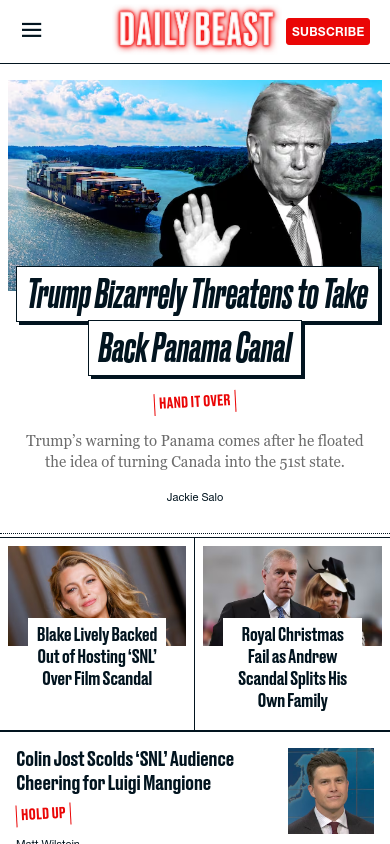 DAILY BEAST
SUBSCRIBE
MSC
Trump Bizarrely Threatens to Take
Back Panama Canal
HAND IT OVER
Trump’s warning to Panama comes after he floated
the idea of turning Canada into the 51st state.
Jackie Salo
Blake Lively Backed
Out of Hosting ‘SNL’
Over Film Scandal
Royal Christmas
Fail as Andrew
Scandal Splits His
Own Family
Colin Jost Scolds ‘SNL’ Audience
Cheering for Luigi Mangione
HOLD UP
Matt Wilstein